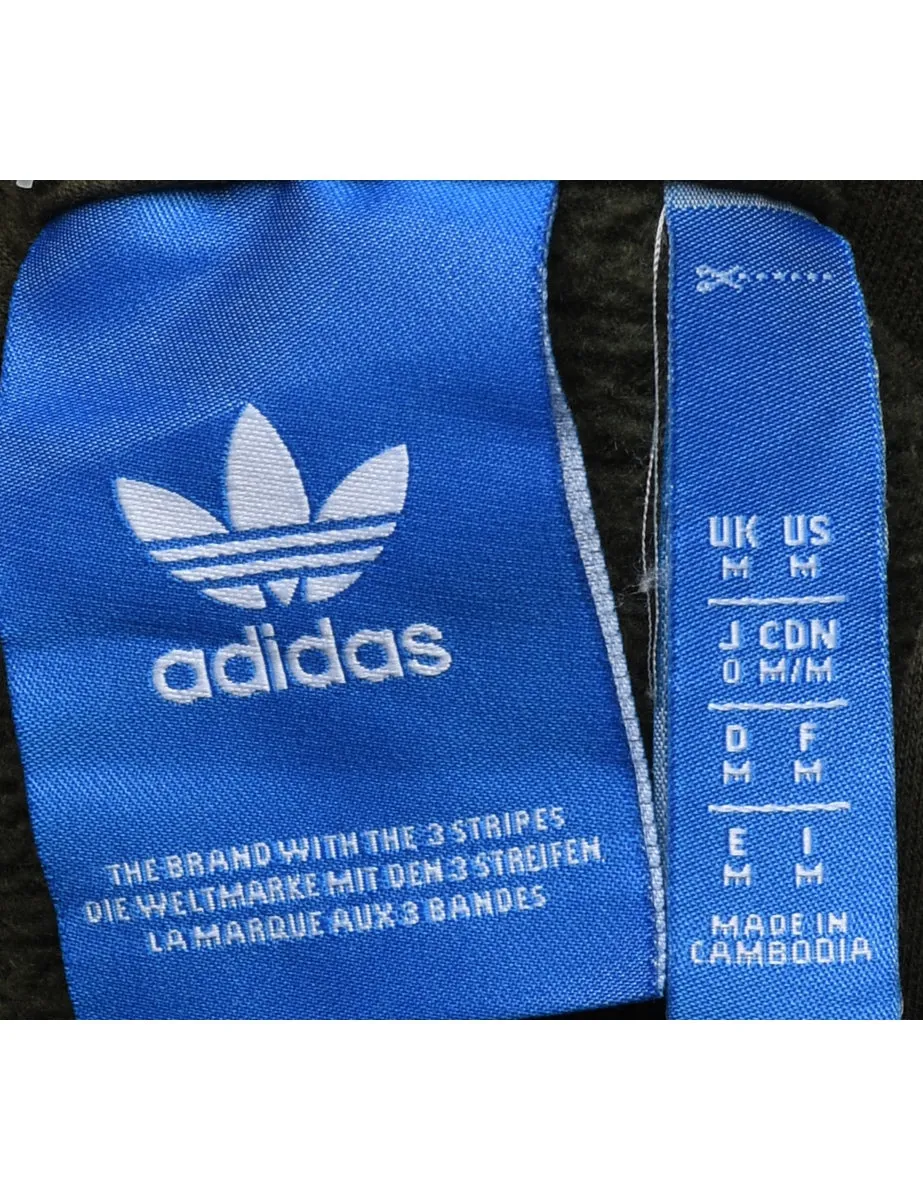 adidas
THE BRAND WITH THE 3 STRIPES
DIE WELTMARKE MIT DEN 3 STREIFEN
LA MARQUE AUX 3 BANDES
UK US
M M
J CDN
O M/M
D F
M M
E I
M M
MADE IN
CAMBODIA